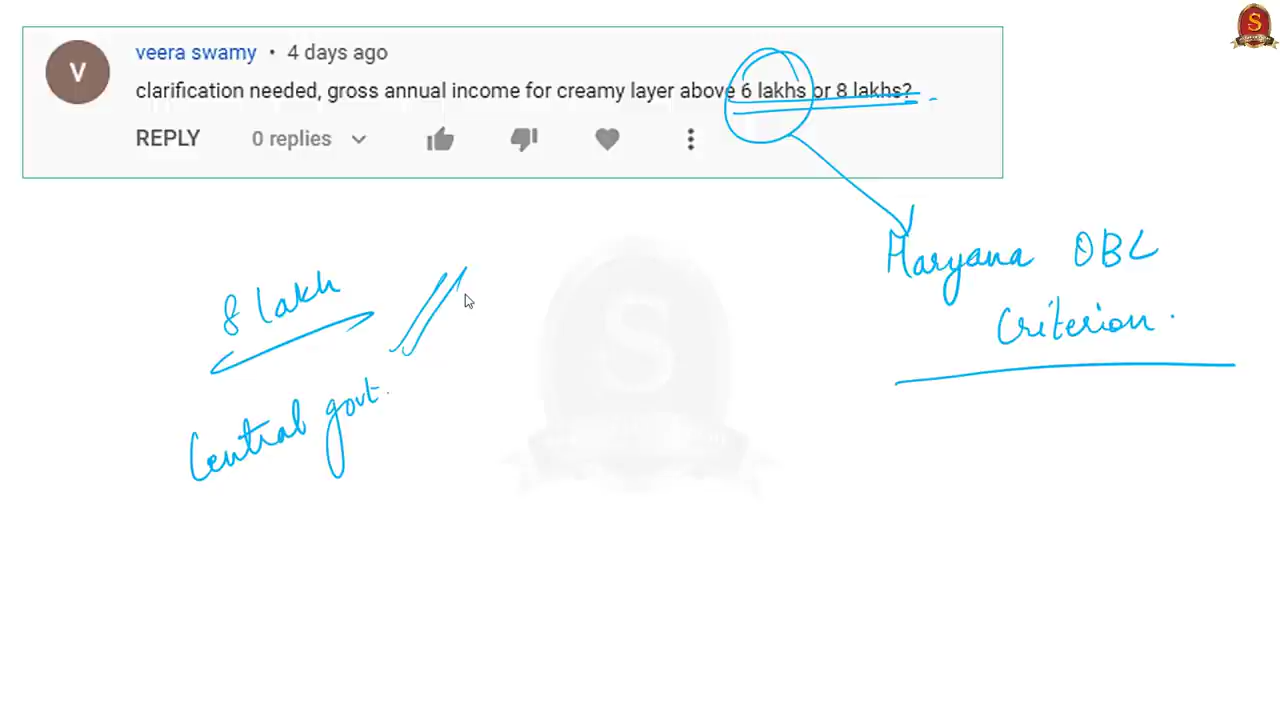 S
veera swamy • 4 days ago
V
clarification needed, gross annual income for creamy layer above 6 lakhs or 8 lakhs?
REPLY 0 replies
Haryana OBC
Criterion.
8 lakh
Central govt.
S